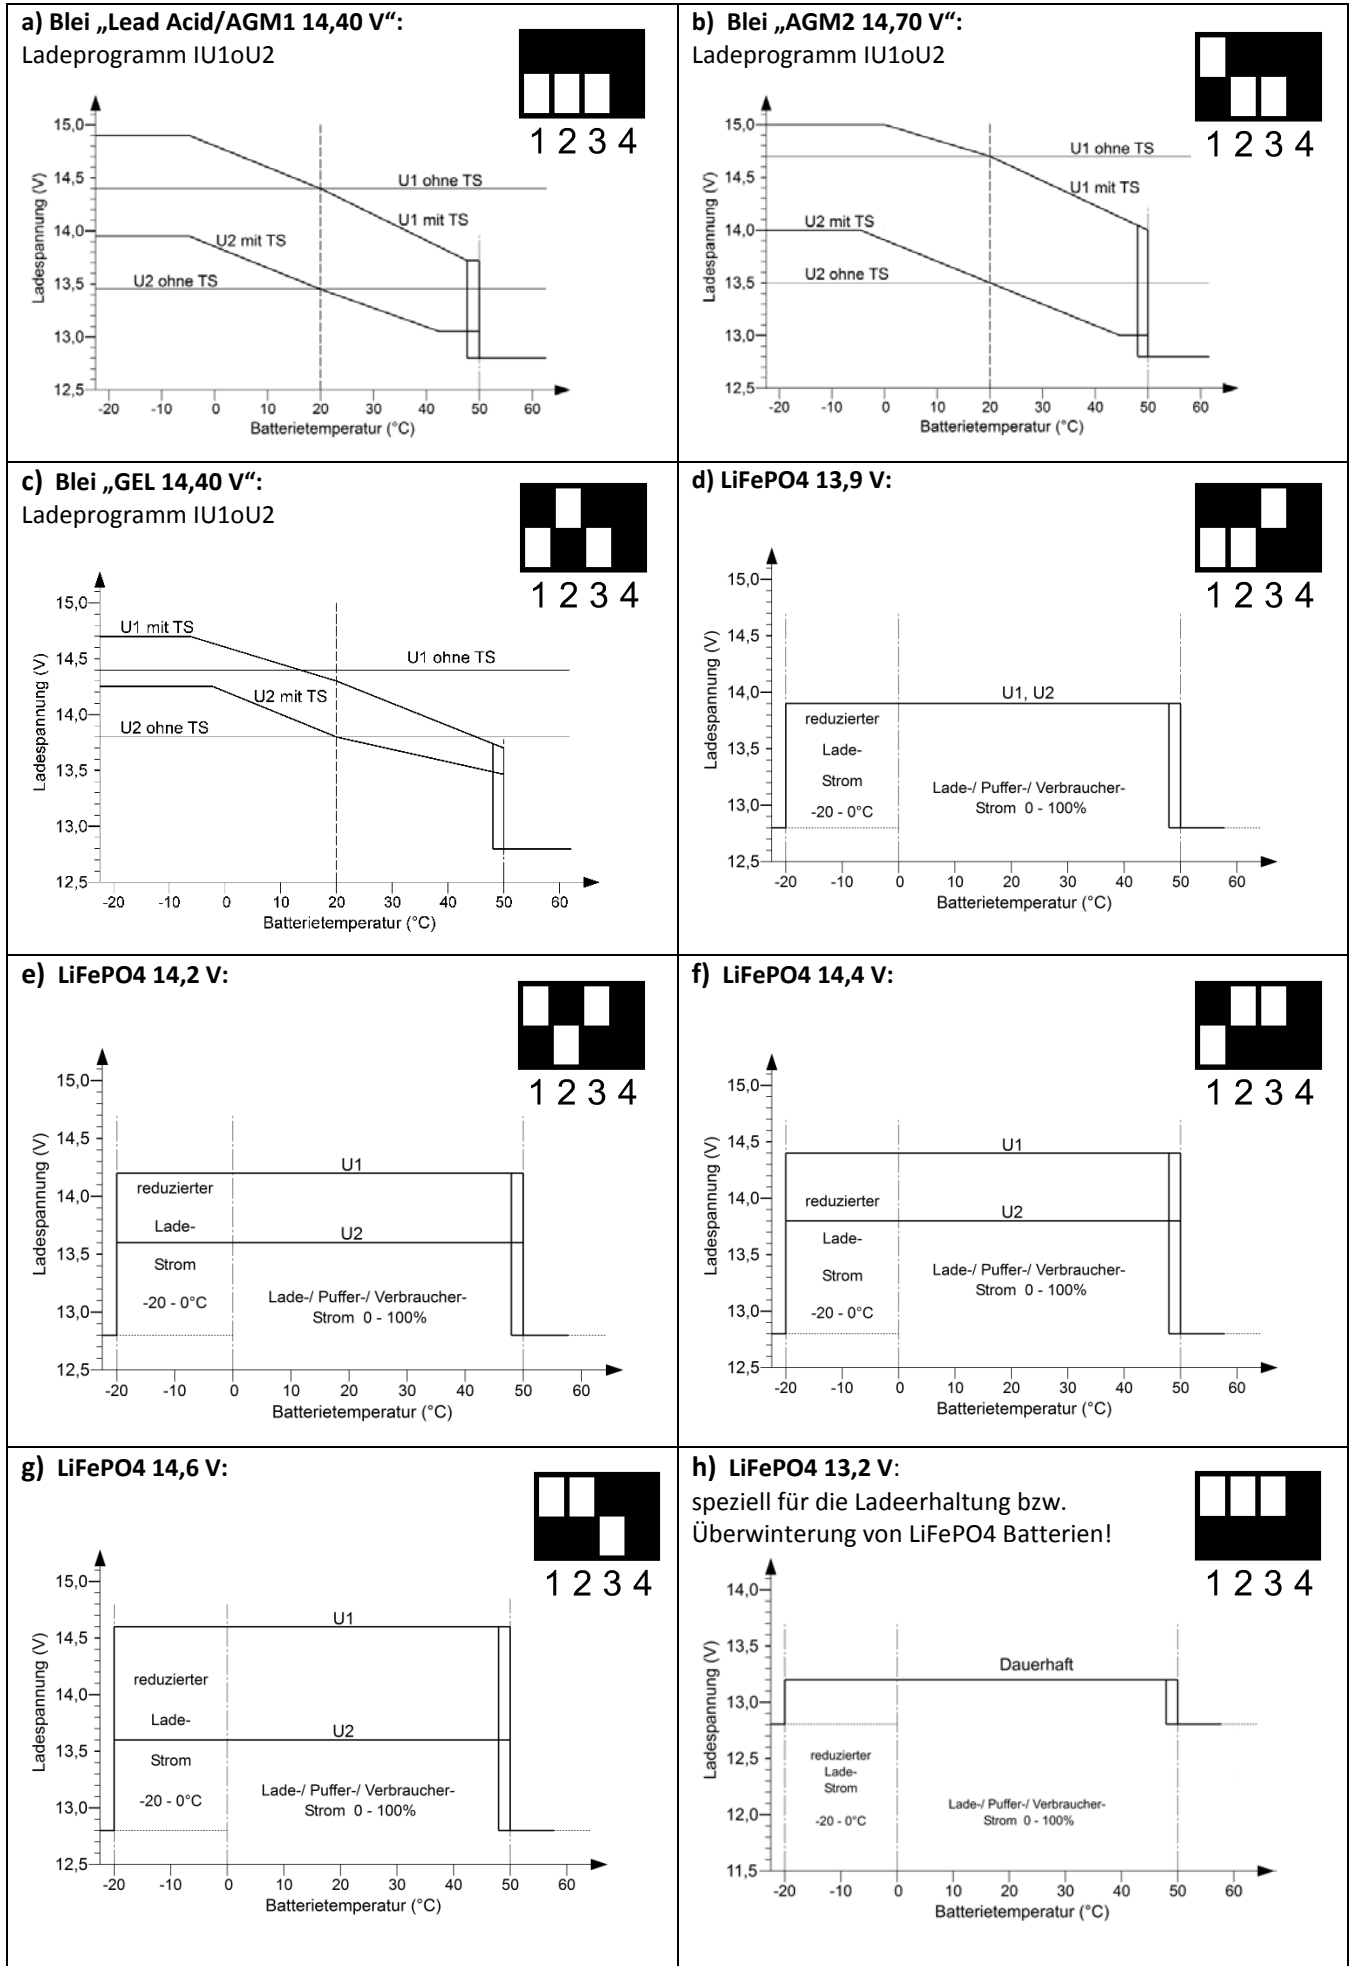 a) Blei „Lead Acid/AGM1 14,40 V“:
Ladeprogramm IU1oU2
1 2 3 4
15,0
14,5
14,0
13,5
13,0
12,5
Ladespannung (V)
U1 ohne TS
U1 mit TS
U2 mit TS
U2 ohne TS
-20 -10 0 10 20 30 40 50 60
Batterietemperatur (°C)
b) Blei „AGM2 14,70 V“:
Ladeprogramm IU1oU2
1 2 3 4
15,0
14,5
14,0
13,5
13,0
12,5
Ladespannung (V)
U1 ohne TS
U1 mit TS
U2 mit TS
U2 ohne TS
-20 -10 0 10 20 30 40 50 60
Batterietemperatur (°C)
c) Blei „GEL 14,40 V“:
Ladeprogramm IU1oU2
1 2 3 4
15,0
14,5
14,0
13,5
13,0
12,5
Ladespannung (V)
U1 mit TS
U1 ohne TS
U2 mit TS
U2 ohne TS
-20 -10 0 10 20 30 40 50 60
Batterietemperatur (°C)
d) LiFePO4 13,9 V:
1 2 3 4
15,0
14,5
14,0
13,5
13,0
12,5
Ladespannung (V)
U1, U2
reduzierter
Lade-
Strom
-20 - 0°C
Lade-/ Puffer-/ Verbraucher-
Strom 0 - 100%
-20 -10 0 10 20 30 40 50 60
Batterietemperatur (°C)
e) LiFePO4 14,2 V:
1 2 3 4
15,0
14,5
14,0
13,5
13,0
12,5
Ladespannung (V)
U1
reduzierter
Lade-
U2
Strom
-20 - 0°C
Lade-/ Puffer-/ Verbraucher-
Strom 0 - 100%
-20 -10 0 10 20 30 40 50 60
Batterietemperatur (°C)
f) LiFePO4 14,4 V:
1 2 3 4
15,0
14,5
14,0
13,5
13,0
12,5
Ladespannung (V)
U1
reduzierter
U2
Lade-
Strom
-20 - 0°C
Lade-/ Puffer-/ Verbraucher-
Strom 0 - 100%
-20 -10 0 10 20 30 40 50 60
Batterietemperatur (°C)
g) LiFePO4 14,6 V:
1 2 3 4
15,0
14,5
14,0
13,5
13,0
12,5
Ladespannung (V)
U1
reduzierter
Lade-
U2
Strom
-20 - 0°C
Lade-/ Puffer-/ Verbraucher-
Strom 0 - 100%
-20 -10 0 10 20 30 40 50 60
Batterietemperatur (°C)
h) LiFePO4 13,2 V:
speziell für die Ladeerhaltung bzw.
Überwinterung von LiFePO4 Batterien!
1 2 3 4
14,0
13,5
13,0
12,5
12,0
11,5
Ladespannung (V)
Dauerhaft
reduzierter
Lade-
Strom
-20 - 0°C
Lade-/ Puffer-/ Verbraucher-
Strom 0 - 100%
-20 -10 0 10 20 30 40 50 60
Batterietemperatur (°C)